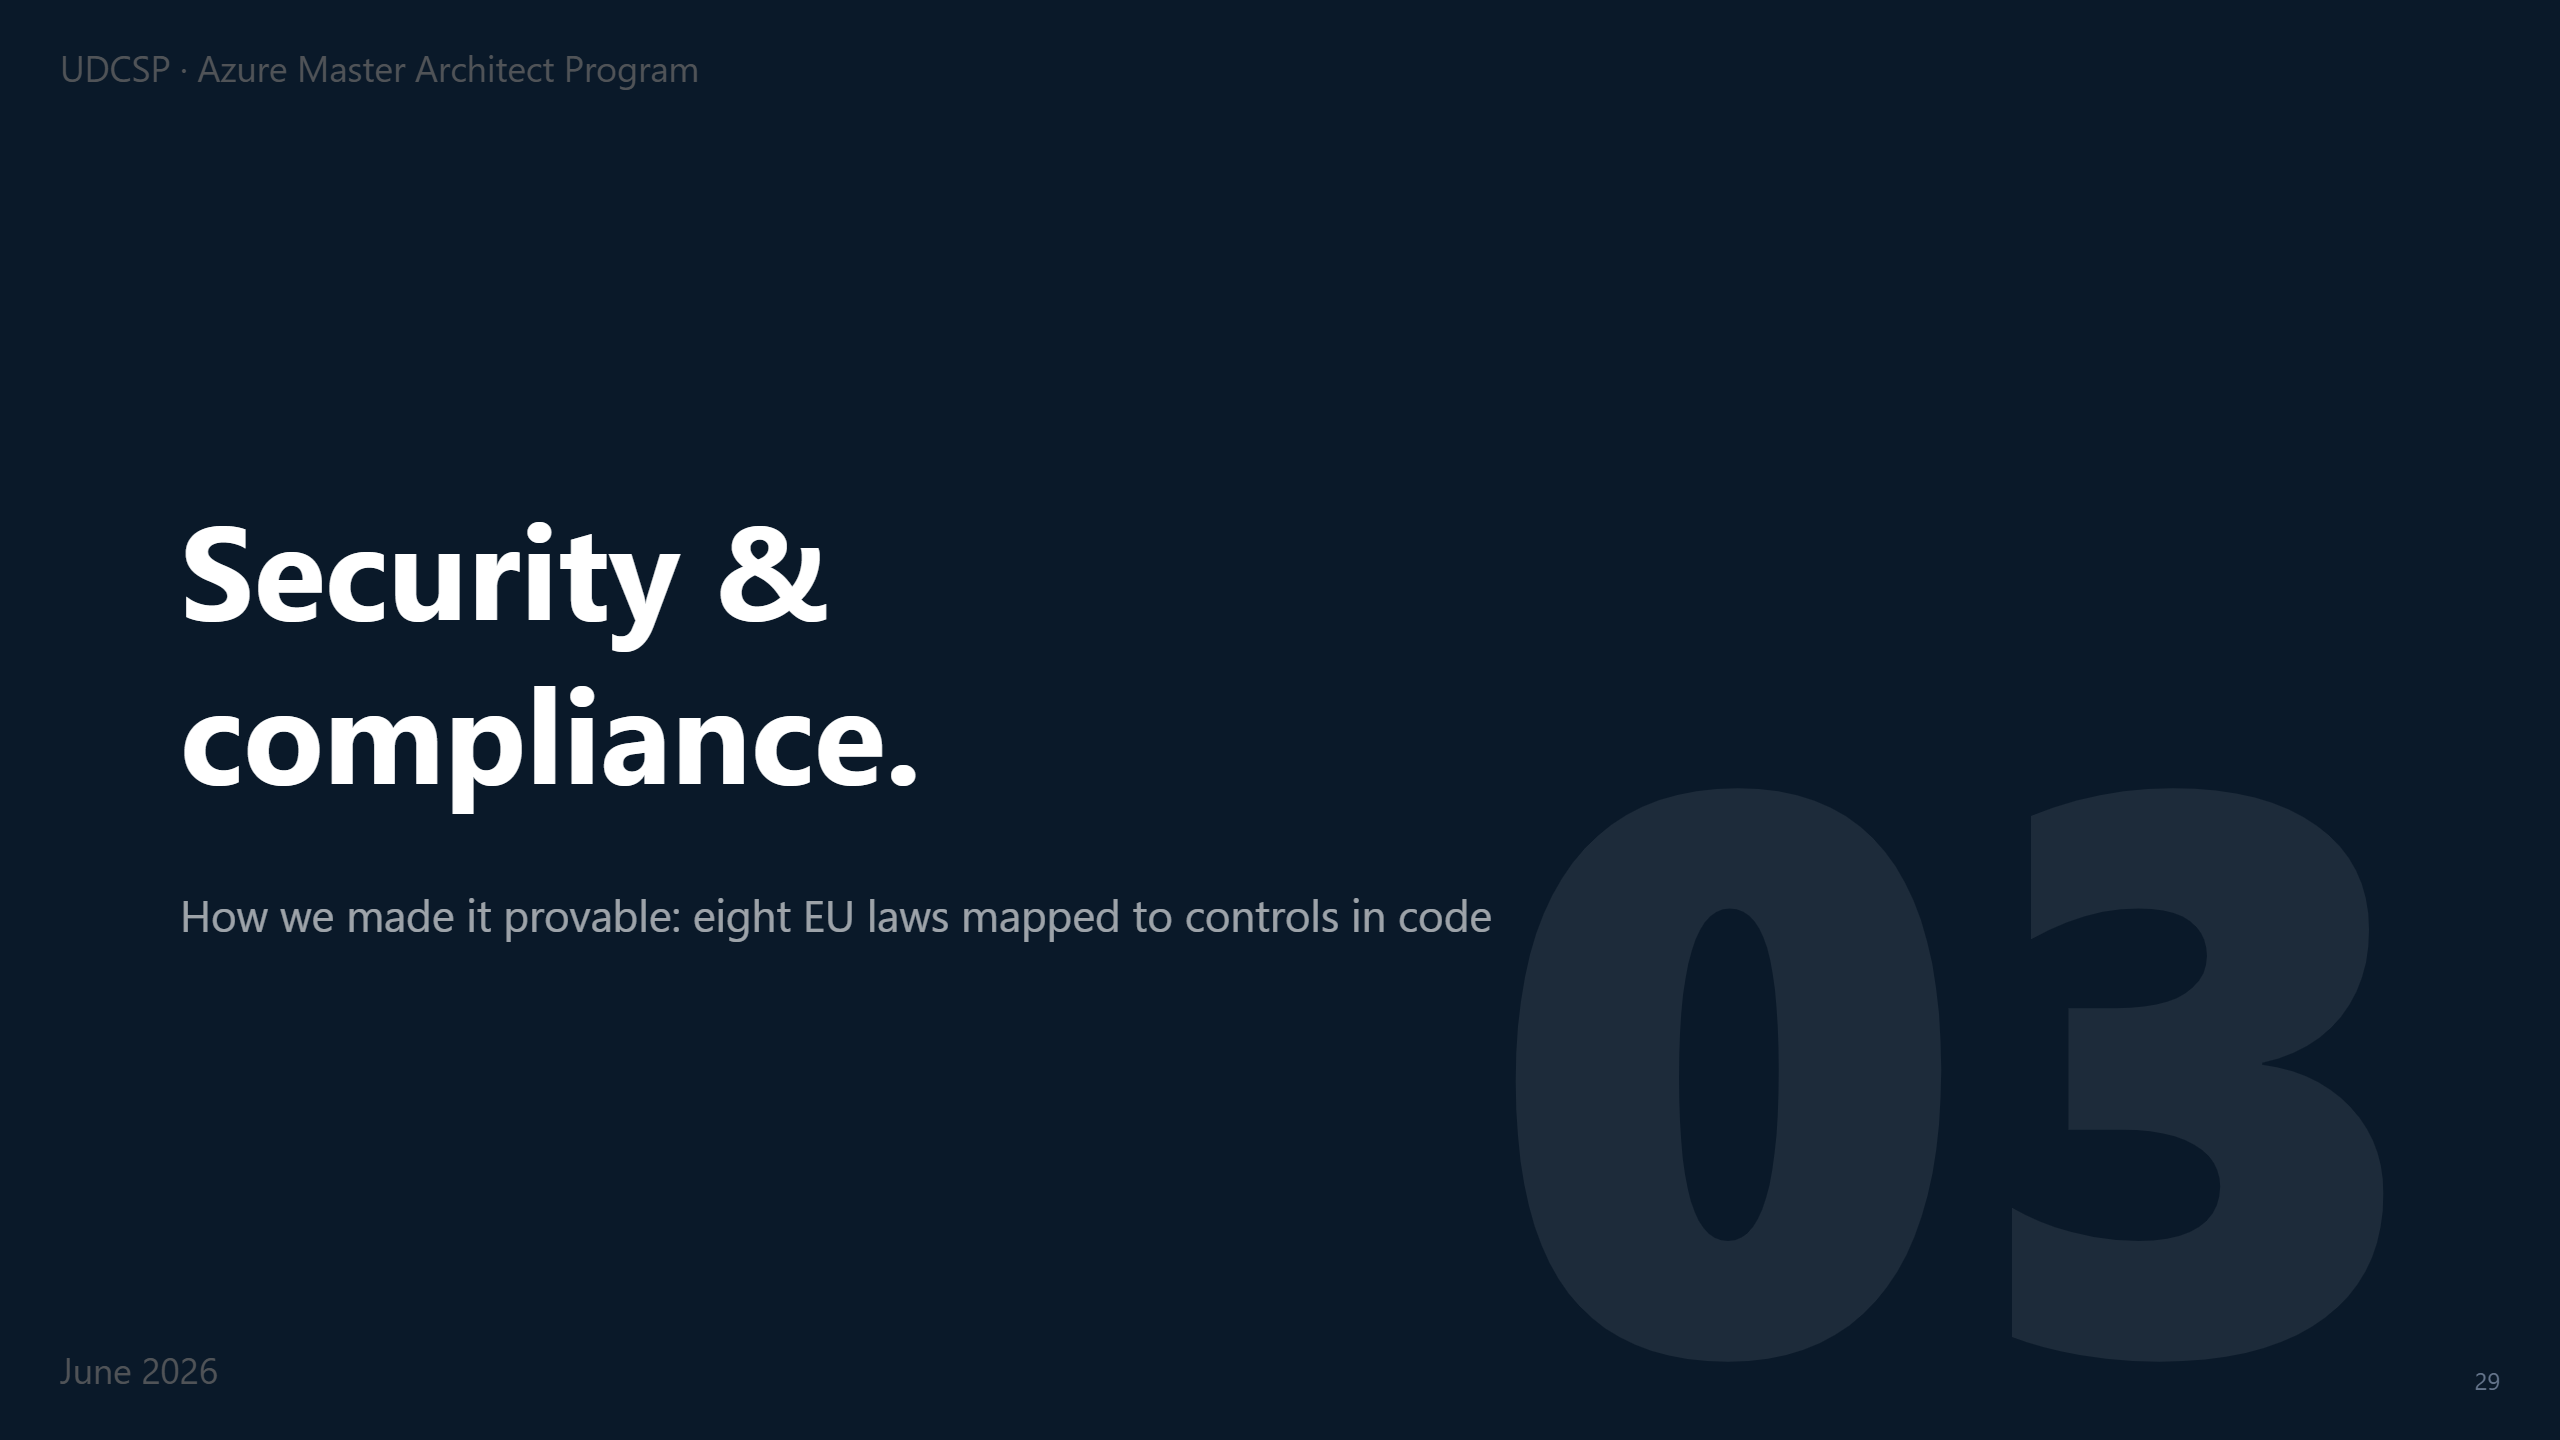 UDCSP · Azure Master Architect Program
Security &
compliance.
How we made it provable: eight EU laws mapped to controls in code
03
June 2026
29